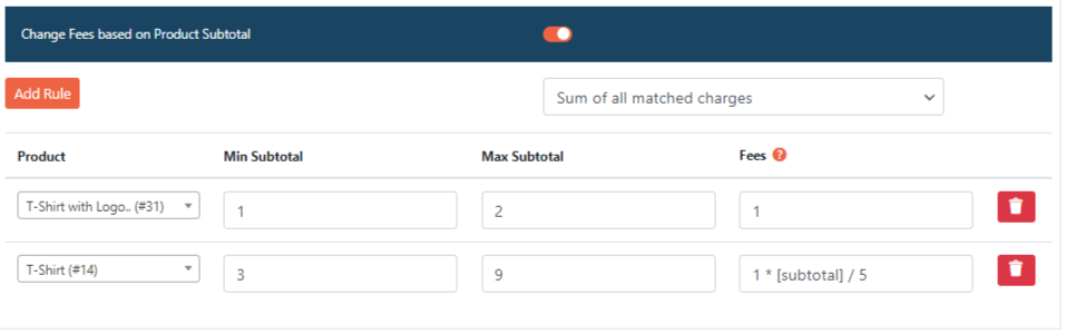 Change Fees based on Product Subtotal
Add Rule
Sum of all matched charges
Product Min Subtotal Max Subtotal Fees ?
T-Shirt with Logo.. (#31) 1 2 1
T-Shirt (#14) 3 9 1 * [subtotal] / 5